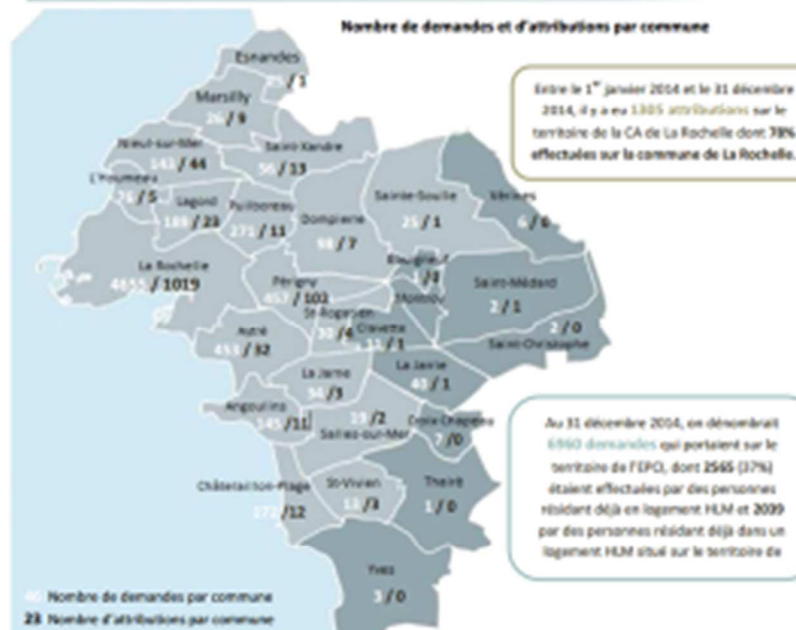 Nombre de demandes et d'attributions par commune
Esnandes
/ 1
Marsilly
26 / 9
Nieul-sur-Mer
141 / 44
Saint-Xandre
56 / 13
L'Houmeau
76 / 5
Lagord
/ 23
Puilboreau
271 / 11
Dompierre
98 / 7
Sainte-Soulle
25 / 1
Vérines
6 / 0
La Rochelle
/ 1019
Périgny
/ 102
Bourgneuf
Montroy
Saint-Médard
2 / 1
2 / 0
Saint-Christophe
St-Rogatien
30 / 4
Clavette
11 / 1
Aytré
453 / 32
La Jarne
/3
La Jarrie
/ 1
Angoulins
145 /11
/2
Salles-sur-Mer
Croix-Chapeau
7 /0
Châtelaillon-Plage
172 /12
St-Vivien
/3
Thairé
1 / 0
Yves
3 / 0
Nombre de demandes par commune
23 Nombre d'attributions par commune
Entre le 1er janvier 2014 et le 31 décembre
2014, il y a eu 1305 attributions sur le
territoire de la CA de La Rochelle dont 78%
effectuées sur la commune de La Rochelle.
Au 31 décembre 2014, on dénombrait
6960 demandes qui portaient sur le
territoire de l'EPCI, dont 2565 (37%)
étaient effectuées par des personnes
résidant déjà en logement HLM et 2039
par des personnes résidant déjà dans un
logement HLM situé sur le territoire de